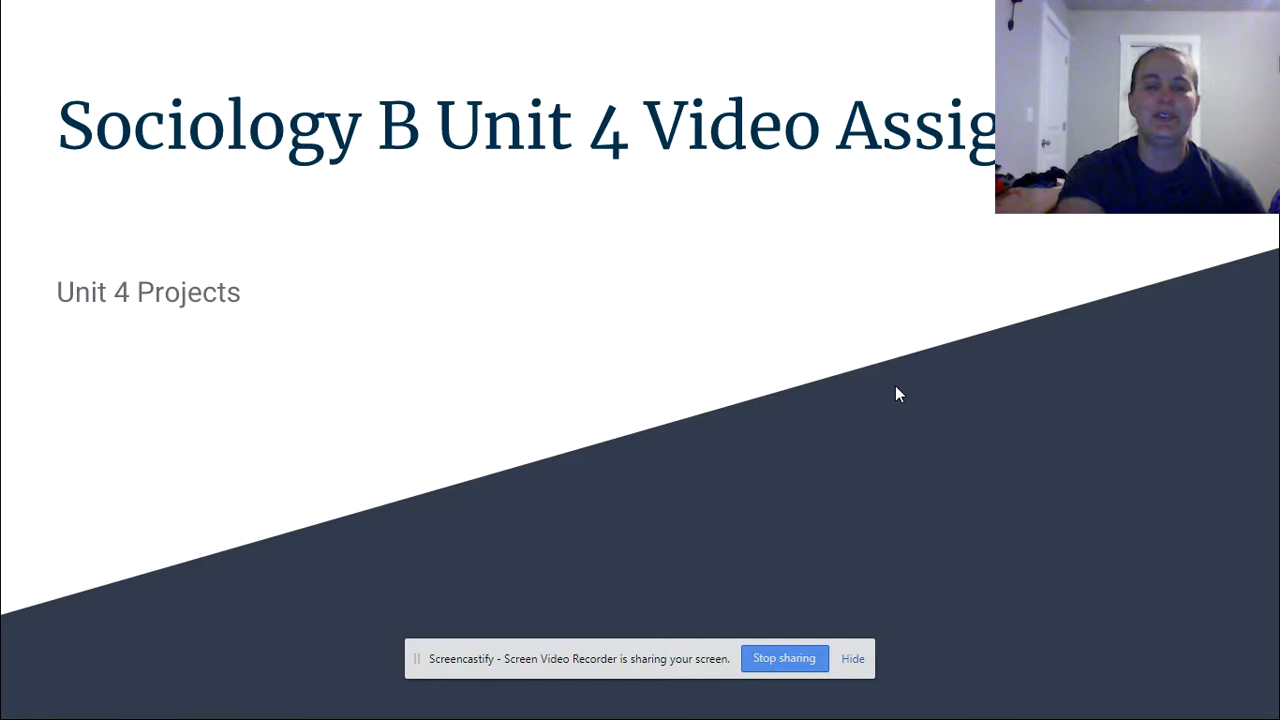 Sociology B Unit 4 Video Assig
Unit 4 Projects
Screencastify - Screen Video Recorder is sharing your screen.
Stop sharing
Hide